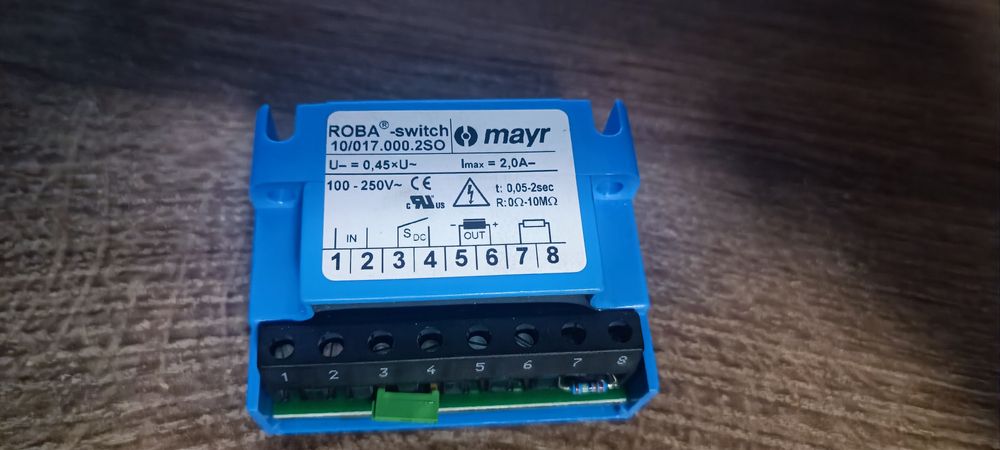 ROBA®-switch
10/017.000.2SO
mayr
U– = 0,45×U~ Imax = 2,0A–
100 - 250V~ CE
c RU US
t: 0,05-2sec
R: 0Ω-10MΩ
IN SDC - OUT +
1 2 3 4 5 6 7 8
1 2 3 4 5 6 7 8